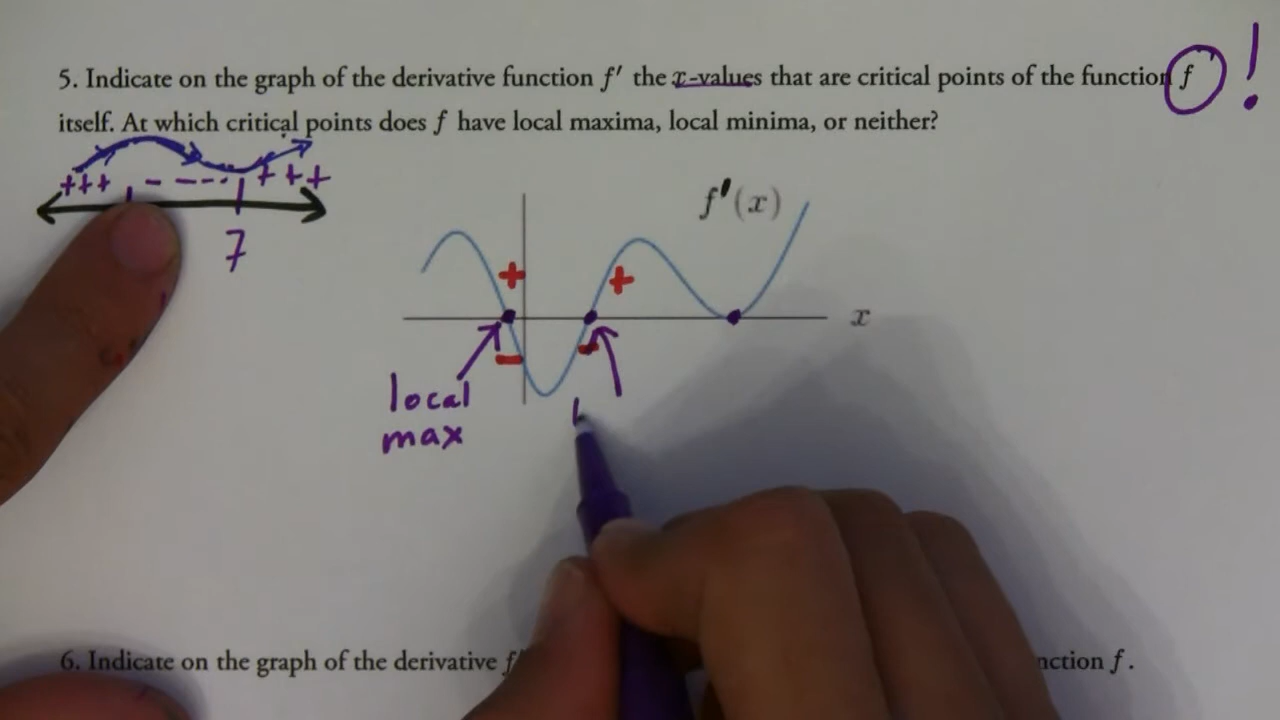 5. Indicate on the graph of the derivative function f′ the x-values that are critical points of the function f !
itself. At which critical points does f have local maxima, local minima, or neither?
+++ - - - - - + + +
7
f′(x)
+ +
x
- -
local
max
l
6. Indicate on the graph of the derivative f nction f.